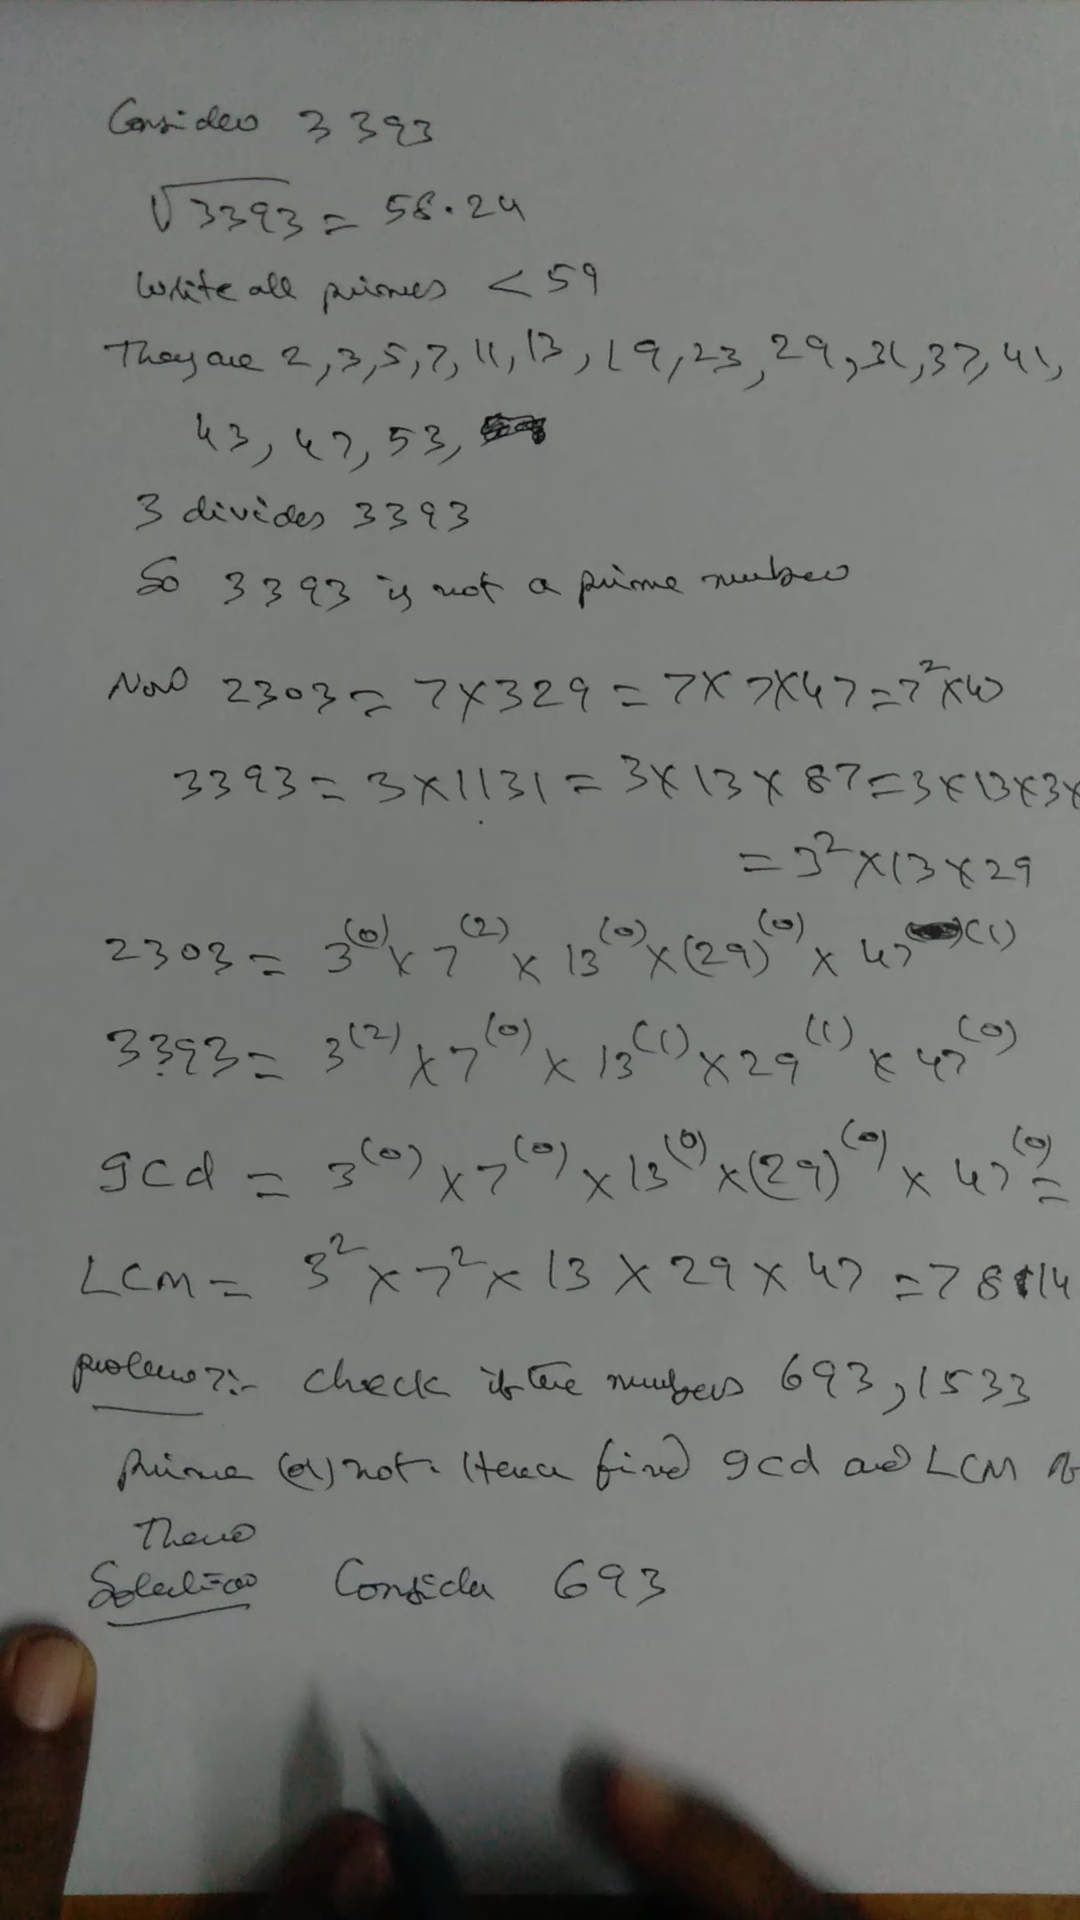 Consider 3393
√3393 = 58.24
Write all primes < 59
They are 2, 3, 5, 7, 11, 13, 19, 23, 29, 31, 37, 41,
43, 47, 53,
3 divides 3393
So 3393 is not a prime number
Now 2303 = 7 x 329 = 7 x 7 x 47 = 7² x 47
3393 = 3 x 1131 = 3 x 13 x 87 = 3 x 13 x 3 x
= 3² x 13 x 29
2303 = 3^(0) x 7^(2) x 13^(0) x (29)^(0) x 47^(1)
3393 = 3^(2) x 7^(0) x 13^(1) x 29^(1) x 47^(0)
gcd = 3^(0) x 7^(0) x 13^(0) x (29)^(0) x 47^(0) =
LCM = 3² x 7² x 13 x 29 x 47 = 7814
problem 7:- check if the numbers 693, 1533
prime (or) not. Hence find gcd and LCM of
them
Solution Consider 693